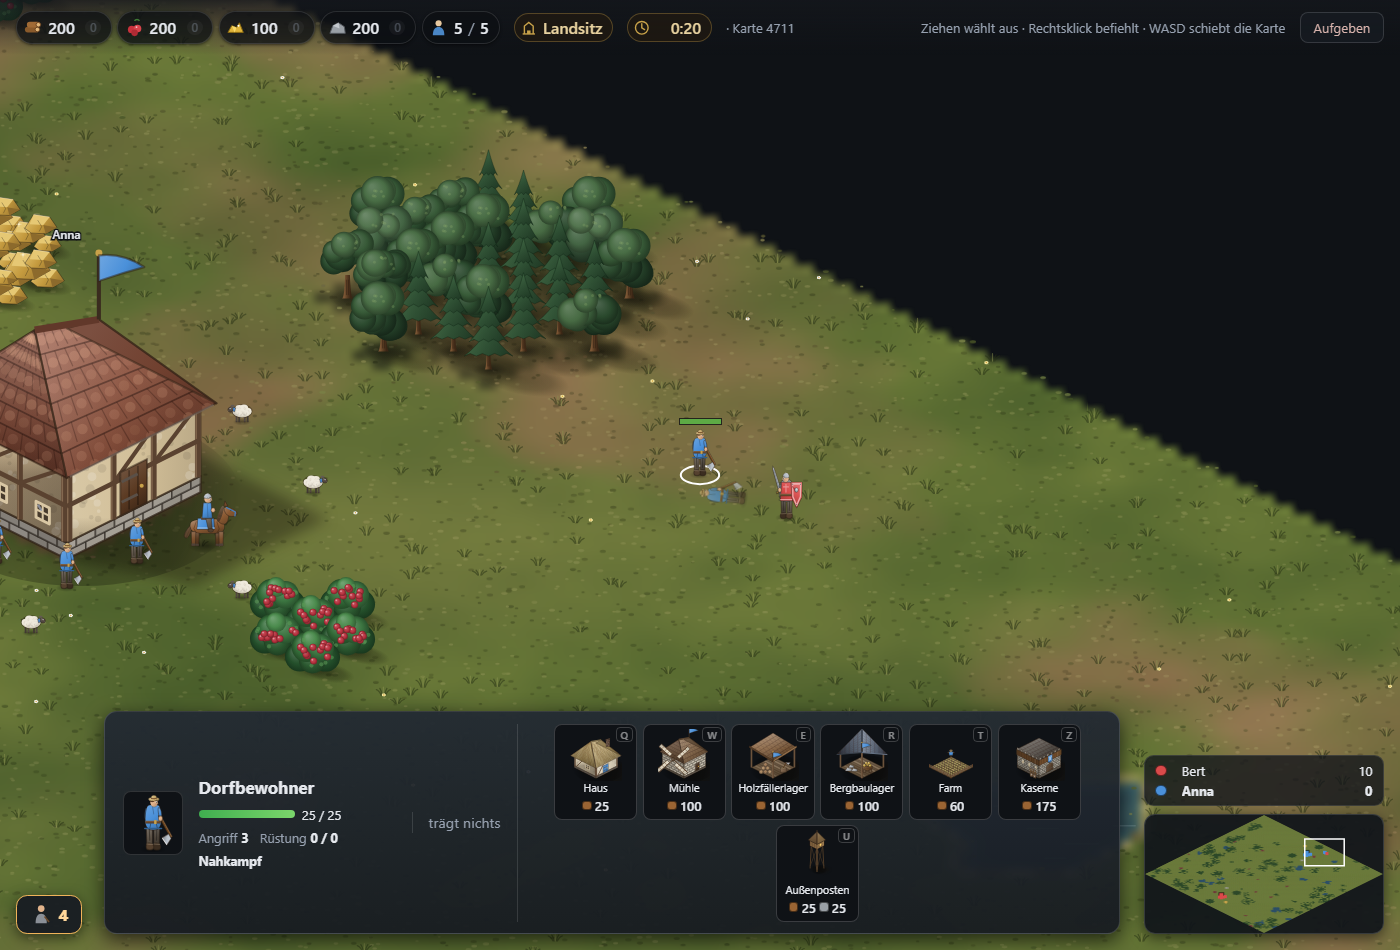 200 0 200 0 100 0 200 0 5 / 5 Landsitz 0:20 · Karte 4711 Ziehen wählt aus · Rechtsklick befiehlt · WASD schiebt die Karte Aufgeben
Anna
Q W E R T Z
Haus Mühle Holzfällerlager Bergbaulager Farm Kaserne
25 100 100 100 60 175
Dorfbewohner
25 / 25
Angriff 3 Rüstung 0 / 0
Nahkampf
trägt nichts
U
Außenposten
25 25
Bert 10
Anna 0
4